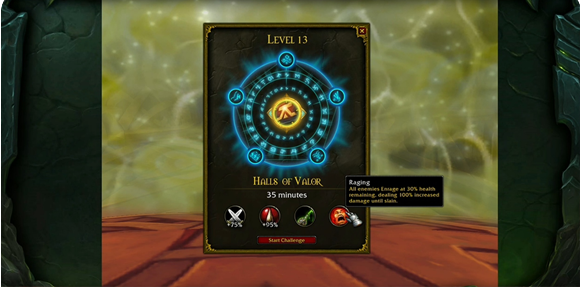 LEVEL 13
HALLS OF VALOR
35 minutes
Raging
All enemies Enrage at 30% health
remaining, dealing 100% increased
damage until slain.
+75%
+95%
Start Challenge